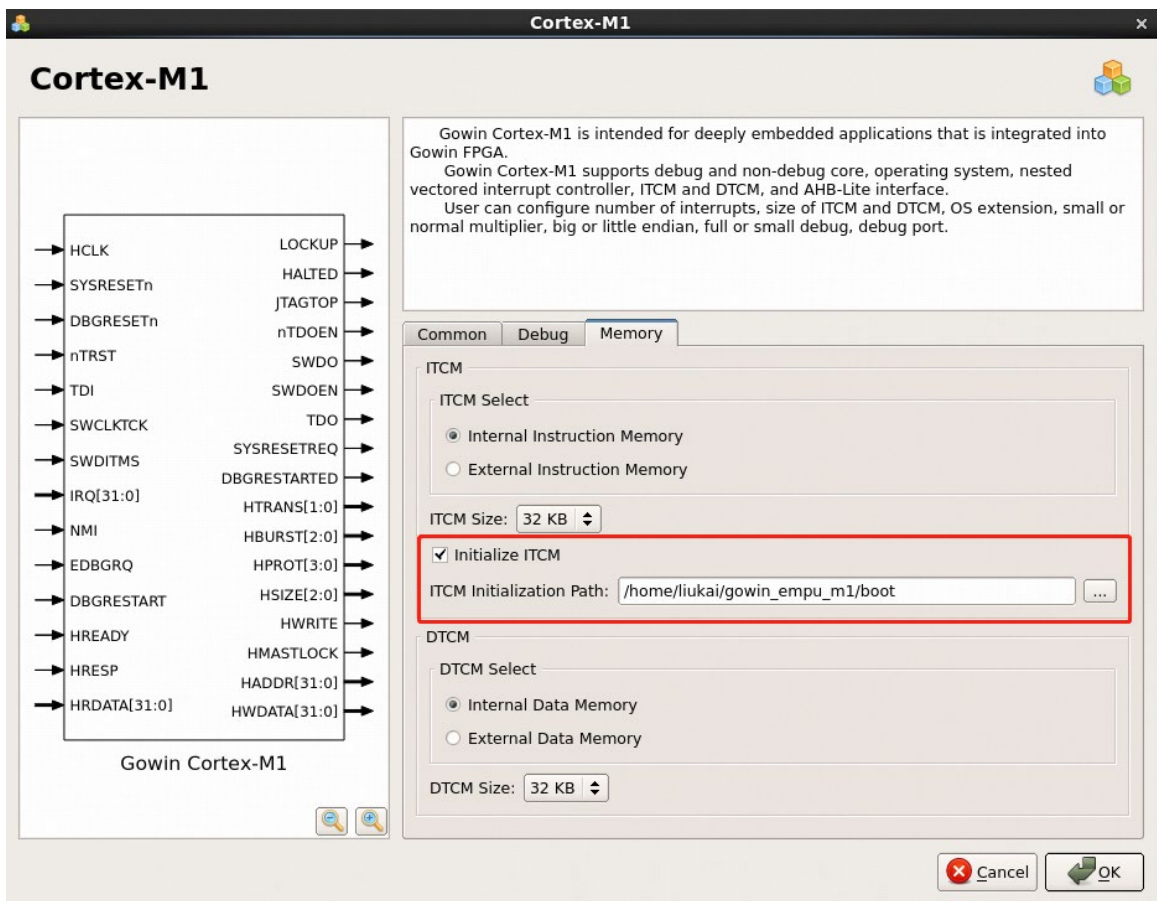 Cortex-M1
Cortex-M1
HCLK
SYSRESETn
DBGRESETn
nTRST
TDI
SWCLKTCK
SWDITMS
IRQ[31:0]
NMI
EDBGRQ
DBGRESTART
HREADY
HRESP
HRDATA[31:0]
LOCKUP
HALTED
JTAGTOP
nTDOEN
SWDO
SWDOEN
TDO
SYSRESETREQ
DBGRESTARTED
HTRANS[1:0]
HBURST[2:0]
HPROT[3:0]
HSIZE[2:0]
HWRITE
HMASTLOCK
HADDR[31:0]
HWDATA[31:0]
Gowin Cortex-M1
Gowin Cortex-M1 is intended for deeply embedded applications that is integrated into
Gowin FPGA.
Gowin Cortex-M1 supports debug and non-debug core, operating system, nested
vectored interrupt controller, ITCM and DTCM, and AHB-Lite interface.
User can configure number of interrupts, size of ITCM and DTCM, OS extension, small or
normal multiplier, big or little endian, full or small debug, debug port.
Common Debug Memory
ITCM
ITCM Select
Internal Instruction Memory
External Instruction Memory
ITCM Size: 32 KB
Initialize ITCM
ITCM Initialization Path: /home/liukai/gowin_empu_m1/boot ...
DTCM
DTCM Select
Internal Data Memory
External Data Memory
DTCM Size: 32 KB
Cancel OK